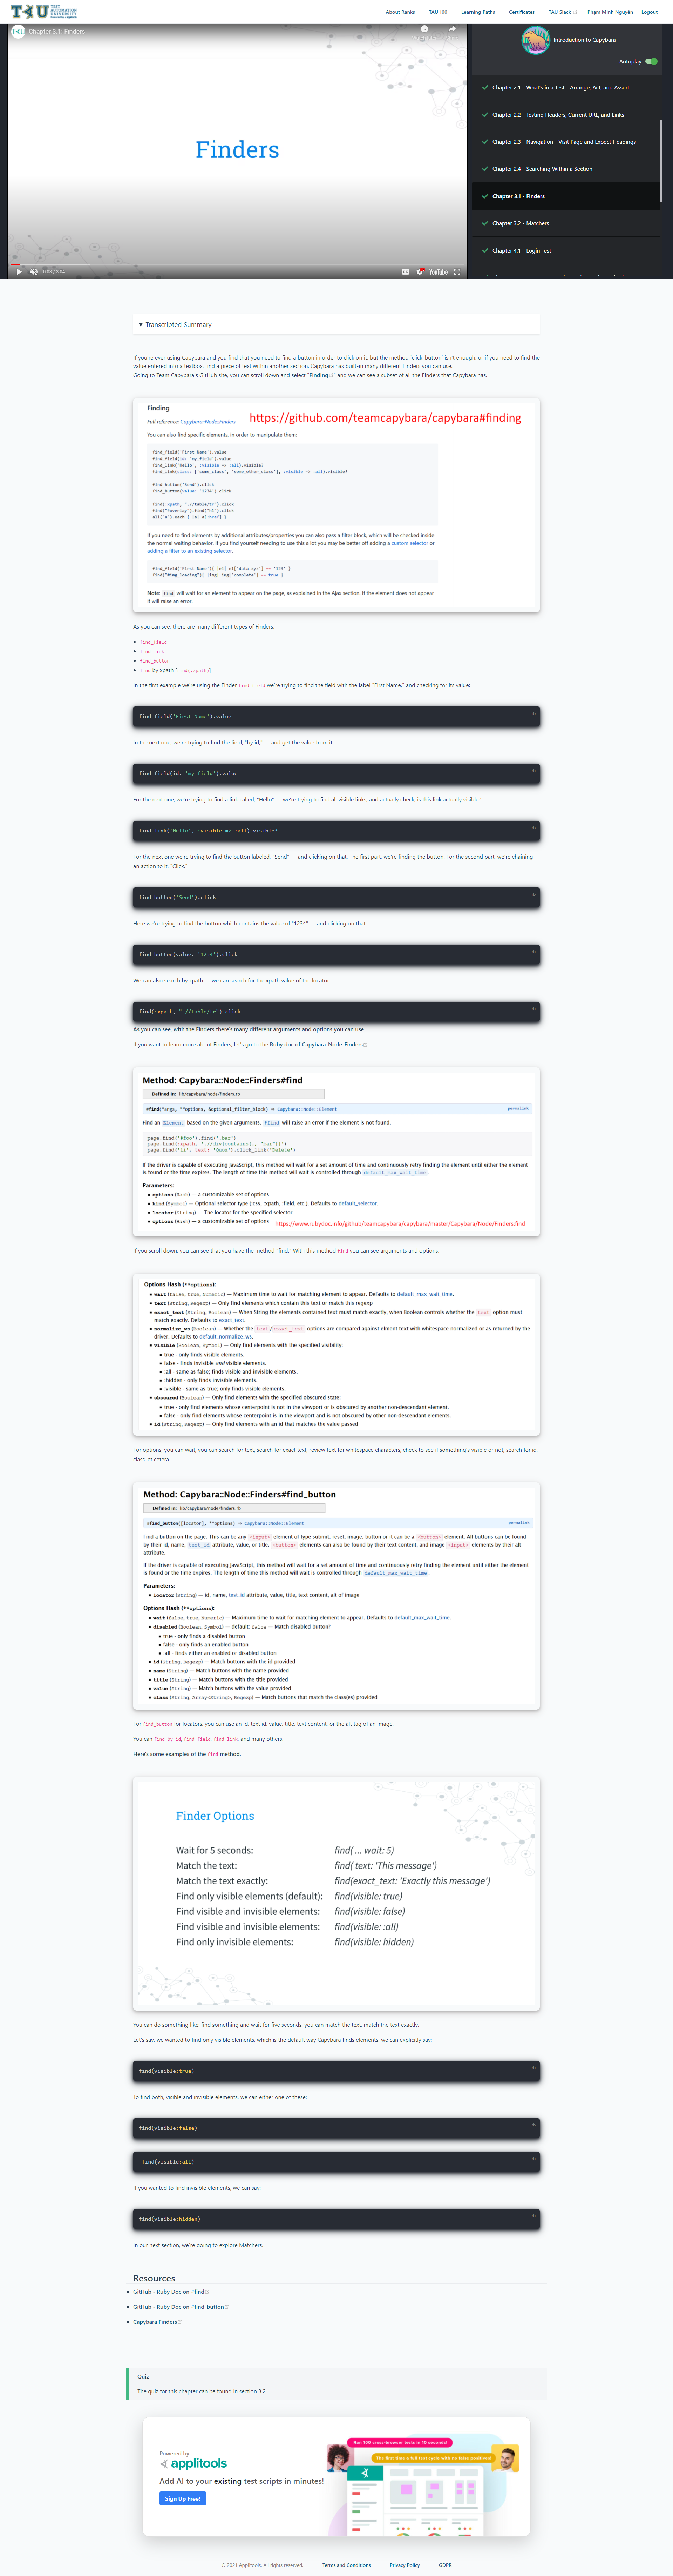 TAU TEST AUTOMATION UNIVERSITY
About Ranks TAU 100 Learning Paths Certificates TAU Slack Phạm Minh Nguyên Logout
Chapter 3.1: Finders
Finders
YouTube
Introduction to Capybara
Autoplay
Chapter 2.1 - What's in a Test - Arrange, Act, and Assert
Chapter 2.2 - Testing Headers, Current URL, and Links
Chapter 2.3 - Navigation - Visit Page and Expect Headings
Chapter 2.4 - Searching Within a Section
Chapter 3.1 - Finders
Chapter 3.2 - Matchers
Chapter 4.1 - Login Test
▼ Transcripted Summary
If you're ever using Capybara and you find that you need to find a button in order to click on it, but the method `click_button` isn't enough, or if you need to find the
value entered into a textbox, find a piece of text within another section, Capybara has built-in many different Finders you can use.
Going to Team Capybara's GitHub site, you can scroll down and select "Finding" and we can see a subset of all the Finders that Capybara has.
Finding
https://github.com/teamcapybara/capybara#finding
Full reference: Capybara::Node::Finders
You can also find specific elements, in order to manipulate them:
find_field('First Name').value
find_field(id: 'my_field').value
find_link('Hello', :visible => :all).visible?
find_link(class: ['some_class', 'some_other_class'], :visible => :all).visible?
find_button('Send').click
find_button(value: '1234').click
find(:xpath, ".//table/tr").click
find("#overlay").find("h1").click
all('a').each { |a| a[:href] }
If you need to find elements by additional attributes/properties you can also pass a filter block, which will be checked inside
the normal waiting behavior. If you find yourself needing to use this a lot you may be better off adding a custom selector or
adding a filter to an existing selector.
find_field('First Name'){ |el| el['data-xyz'] == '123' }
find("#img_loading"){ |img| img['complete'] == true }
Note: find will wait for an element to appear on the page, as explained in the Ajax section. If the element does not appear
it will raise an error.
As you can see, there are many different types of Finders:
• find_field
• find_link
• find_button
• find by xpath [find(:xpath)]
In the first example we're using the Finder find_field we're trying to find the field with the label "First Name," and checking for its value:
find_field('First Name').value
In the next one, we're trying to find the field, "by id," — and get the value from it:
find_field(id: 'my_field').value
For the next one, we're trying to find a link called, "Hello" — we're trying to find all visible links, and actually check, is this link actually visible?
find_link('Hello', :visible => :all).visible?
For the next one we're trying to find the button labeled, "Send" — and clicking on that. The first part, we're finding the button. For the second part, we're chaining
an action to it, "Click."
find_button('Send').click
Here we're trying to find the button which contains the value of "1234" — and clicking on that.
find_button(value: '1234').click
We can also search by xpath — we can search for the xpath value of the locator.
find(:xpath, ".//table/tr").click
As you can see, with the Finders there's many different arguments and options you can use.
If you want to learn more about Finders, let's go to the Ruby doc of Capybara-Node-Finders.
Method: Capybara::Node::Finders#find
Defined in: lib/capybara/node/finders.rb
#find(*args, **options, &optional_filter_block) ⇒ Capybara::Node::Element permalink
Find an Element based on the given arguments. #find will raise an error if the element is not found.
page.find('#foo').find('.bar')
page.find(:xpath, './/div[contains(., "bar")]')
page.find('li', text: 'Quox').click_link('Delete')
If the driver is capable of executing JavaScript, this method will wait for a set amount of time and continuously retry finding the element until either the element
is found or the time expires. The length of time this method will wait is controlled through default_max_wait_time.
Parameters:
• options (Hash) — a customizable set of options
• kind (Symbol) — Optional selector type (:css, :xpath, :field, etc.). Defaults to default_selector.
• locator (String) — The locator for the specified selector
• options (Hash) — a customizable set of options https://www.rubydoc.info/github/teamcapybara/capybara/master/Capybara/Node/Finders:find
If you scroll down, you can see that you have the method "find." With this method find you can see arguments and options.
Options Hash (**options):
• wait (false, true, Numeric) — Maximum time to wait for matching element to appear. Defaults to default_max_wait_time.
• text (String, Regexp) — Only find elements which contain this text or match this regexp
• exact_text (String, Boolean) — When String the elements contained text must match exactly, when Boolean controls whether the text option must
match exactly. Defaults to exact_text.
• normalize_ws (Boolean) — Whether the text/exact_text options are compared against elment text with whitespace normalized or as returned by the
driver. Defaults to default_normalize_ws.
• visible (Boolean, Symbol) — Only find elements with the specified visibility:
• true - only finds visible elements.
• false - finds invisible and visible elements.
• :all - same as false; finds visible and invisible elements.
• :hidden - only finds invisible elements.
• :visible - same as true; only finds visible elements.
• obscured (Boolean) — Only find elements with the specified obscured state:
• true - only find elements whose centerpoint is not in the viewport or is obscured by another non-descendant element.
• false - only find elements whose centerpoint is in the viewport and is not obscured by other non-descendant elements.
• id (String, Regexp) — Only find elements with an id that matches the value passed
For options, you can wait, you can search for text, search for exact text, review text for whitespace characters, check to see if something's visible or not, search for id,
class, et cetera.
Method: Capybara::Node::Finders#find_button
Defined in: lib/capybara/node/finders.rb
#find_button([locator], **options) ⇒ Capybara::Node::Element permalink
Find a button on the page. This can be any <input> element of type submit, reset, image, button or it can be a <button> element. All buttons can be found
by their id, name, test_id attribute, value, or title. <button> elements can also be found by their text content, and image <input> elements by their alt
attribute.
If the driver is capable of executing JavaScript, this method will wait for a set amount of time and continuously retry finding the element until either the element
is found or the time expires. The length of time this method will wait is controlled through default_max_wait_time.
Parameters:
• locator (String) — id, name, test_id attribute, value, title, text content, alt of image
Options Hash (**options):
• wait (false, true, Numeric) — Maximum time to wait for matching element to appear. Defaults to default_max_wait_time.
• disabled (Boolean, Symbol) — default: false — Match disabled button?
• true - only finds a disabled button
• false - only finds an enabled button
• :all - finds either an enabled or disabled button
• id (String, Regexp) — Match buttons with the id provided
• name (String) — Match buttons with the name provided
• title (String) — Match buttons with the title provided
• value (String) — Match buttons with the value provided
• class (String, Array<String>, Regexp) — Match buttons that match the class(es) provided
For find_button for locators, you can use an id, text id, value, title, text content, or the alt tag of an image.
You can find_by_id, find_field, find_link, and many others.
Here's some examples of the find method.
Finder Options
Wait for 5 seconds: find( ... wait: 5)
Match the text: find( text: 'This message')
Match the text exactly: find(exact_text: 'Exactly this message')
Find only visible elements (default): find(visible: true)
Find visible and invisible elements: find(visible: false)
Find visible and invisible elements: find(visible: :all)
Find only invisible elements: find(visible: hidden)
You can do something like: find something and wait for five seconds, you can match the text, match the text exactly.
Let's say, we wanted to find only visible elements, which is the default way Capybara finds elements, we can explicitly say:
find(visible:true)
To find both, visible and invisible elements, we can either one of these:
find(visible:false)
find(visible:all)
If you wanted to find invisible elements, we can say:
find(visible:hidden)
In our next section, we're going to explore Matchers.
Resources
• GitHub - Ruby Doc on #find
• GitHub - Ruby Doc on #find_button
• Capybara Finders
Quiz
The quiz for this chapter can be found in section 3.2
Powered by
applitools
Add AI to your existing test scripts in minutes!
Sign Up Free!
Run 100 cross-browser tests in 10 seconds!
The first time a full test cycle with no false positives!
© 2021 Applitools. All rights reserved. Terms and Conditions Privacy Policy GDPR